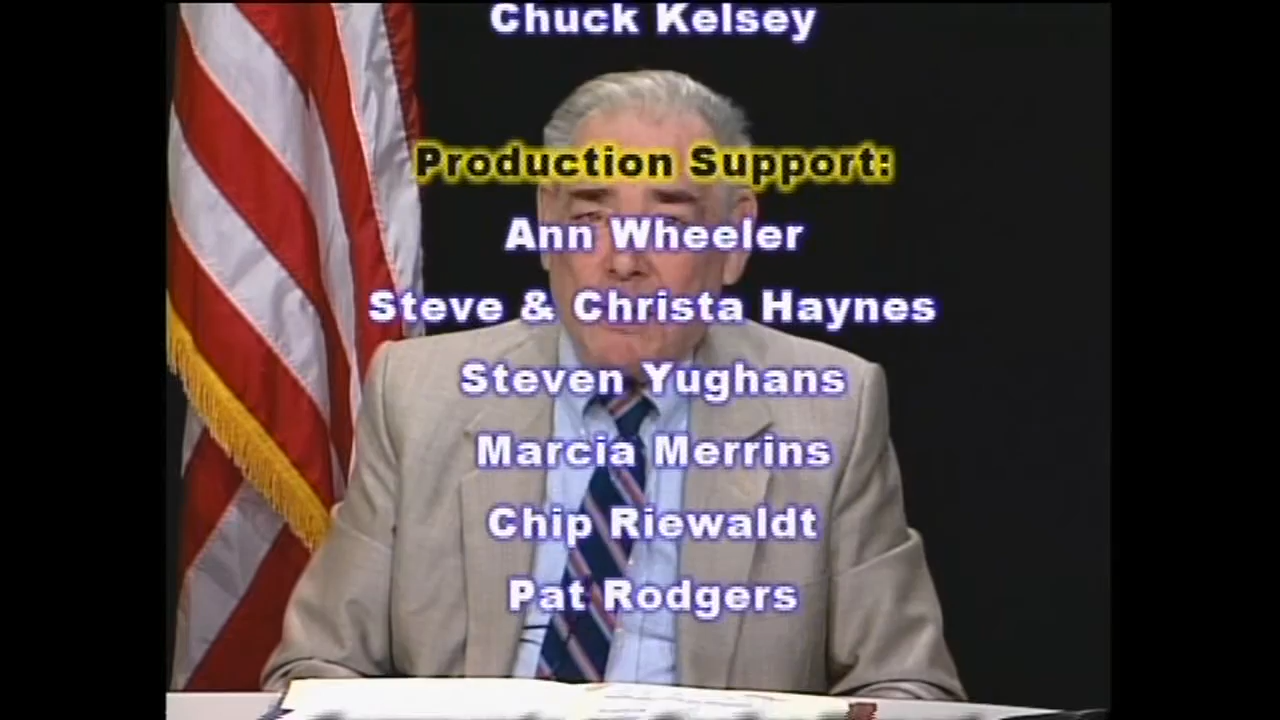 Chuck Kelsey
Production Support:
Ann Wheeler
Steve & Christa Haynes
Steven Yughans
Marcia Merrins
Chip Riewaldt
Pat Rodgers